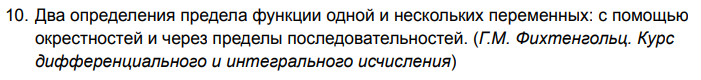 10. Два определения предела функции одной и нескольких переменных: с помощью
окрестностей и через пределы последовательностей. (Г.М. Фихтенгольц. Курс
дифференциального и интегрального исчисления)